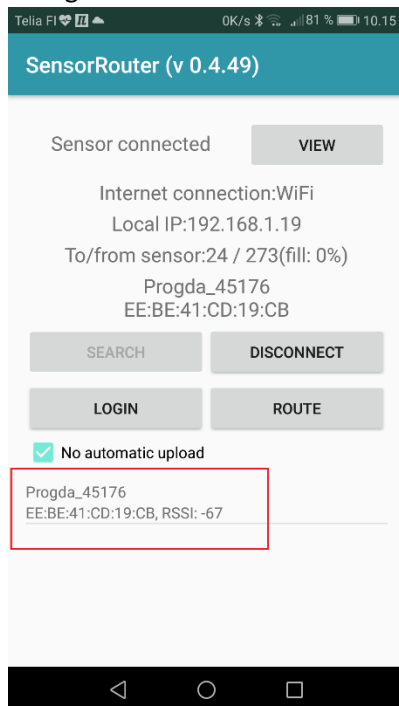 Telia FI 0K/s 81 % 10.15
SensorRouter (v 0.4.49)
Sensor connected VIEW
Internet connection:WiFi
Local IP:192.168.1.19
To/from sensor:24 / 273(fill: 0%)
Progda_45176
EE:BE:41:CD:19:CB
SEARCH DISCONNECT
LOGIN ROUTE
No automatic upload
Progda_45176
EE:BE:41:CD:19:CB, RSSI: -67